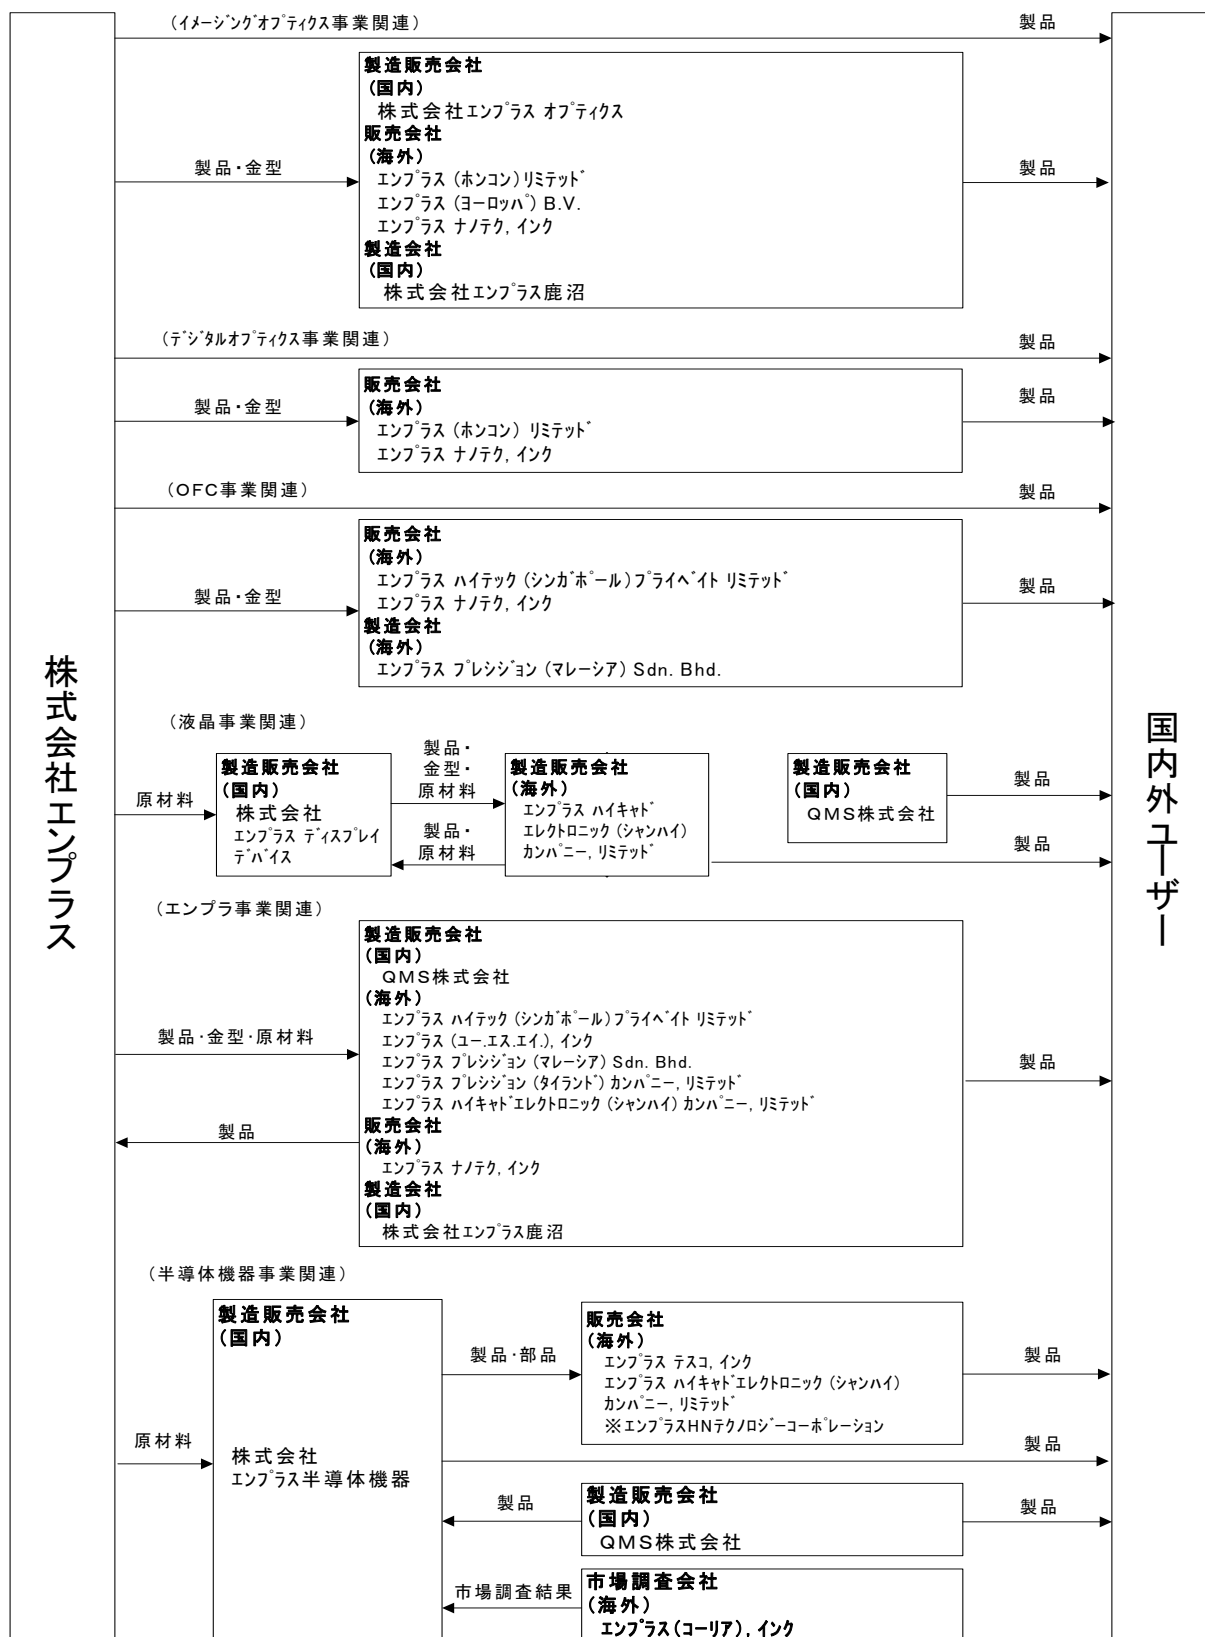 (イメージングオプティクス事業関連)
製品
製造販売会社
(国内)
株式会社エンプラス オプティクス
販売会社
(海外)
エンプラス (ホンコン) リミテッド
エンプラス (ヨーロッパ) B.V.
エンプラス ナノテク, インク
製造会社
(国内)
株式会社エンプラス鹿沼
製品・金型
製品
(デジタルオプティクス事業関連)
製品
製品・金型
販売会社
(海外)
エンプラス (ホンコン) リミテッド
エンプラス ナノテク, インク
製品
(OFC事業関連)
製品
製品・金型
販売会社
(海外)
エンプラス ハイテック (シンガポール) プライベイト リミテッド
エンプラス ナノテク, インク
製造会社
(海外)
エンプラス プレシジョン (マレーシア) Sdn. Bhd.
製品
株式会社エンプラス
国内外ユーザー
(液晶事業関連)
原材料
製造販売会社
(国内)
株式会社
エンプラス ディスプレイ
デバイス
製品・
金型・
原材料
製品・
原材料
製造販売会社
(海外)
エンプラス ハイキャド
エレクトロニック (シャンハイ)
カンパニー, リミテッド
製造販売会社
(国内)
QMS株式会社
製品
製品
(エンプラ事業関連)
製品・金型・原材料
製品
製造販売会社
(国内)
QMS株式会社
(海外)
エンプラス ハイテック (シンガポール) プライベイト リミテッド
エンプラス (ユー.エス.エイ.), インク
エンプラス プレシジョン (マレーシア) Sdn. Bhd.
エンプラス プレシジョン (タイランド) カンパニー, リミテッド
エンプラス ハイキャドエレクトロニック (シャンハイ) カンパニー, リミテッド
販売会社
(海外)
エンプラス ナノテク, インク
製造会社
(国内)
株式会社エンプラス鹿沼
製品
(半導体機器事業関連)
原材料
製造販売会社
(国内)
株式会社
エンプラス半導体機器
製品・部品
販売会社
(海外)
エンプラス テスコ, インク
エンプラス ハイキャドエレクトロニック (シャンハイ)
カンパニー, リミテッド
※エンプラスHNテクノロジーコーポレーション
製品
製品
製品
製造販売会社
(国内)
QMS株式会社
製品
市場調査結果
市場調査会社
(海外)
エンプラス(コーリア), インク